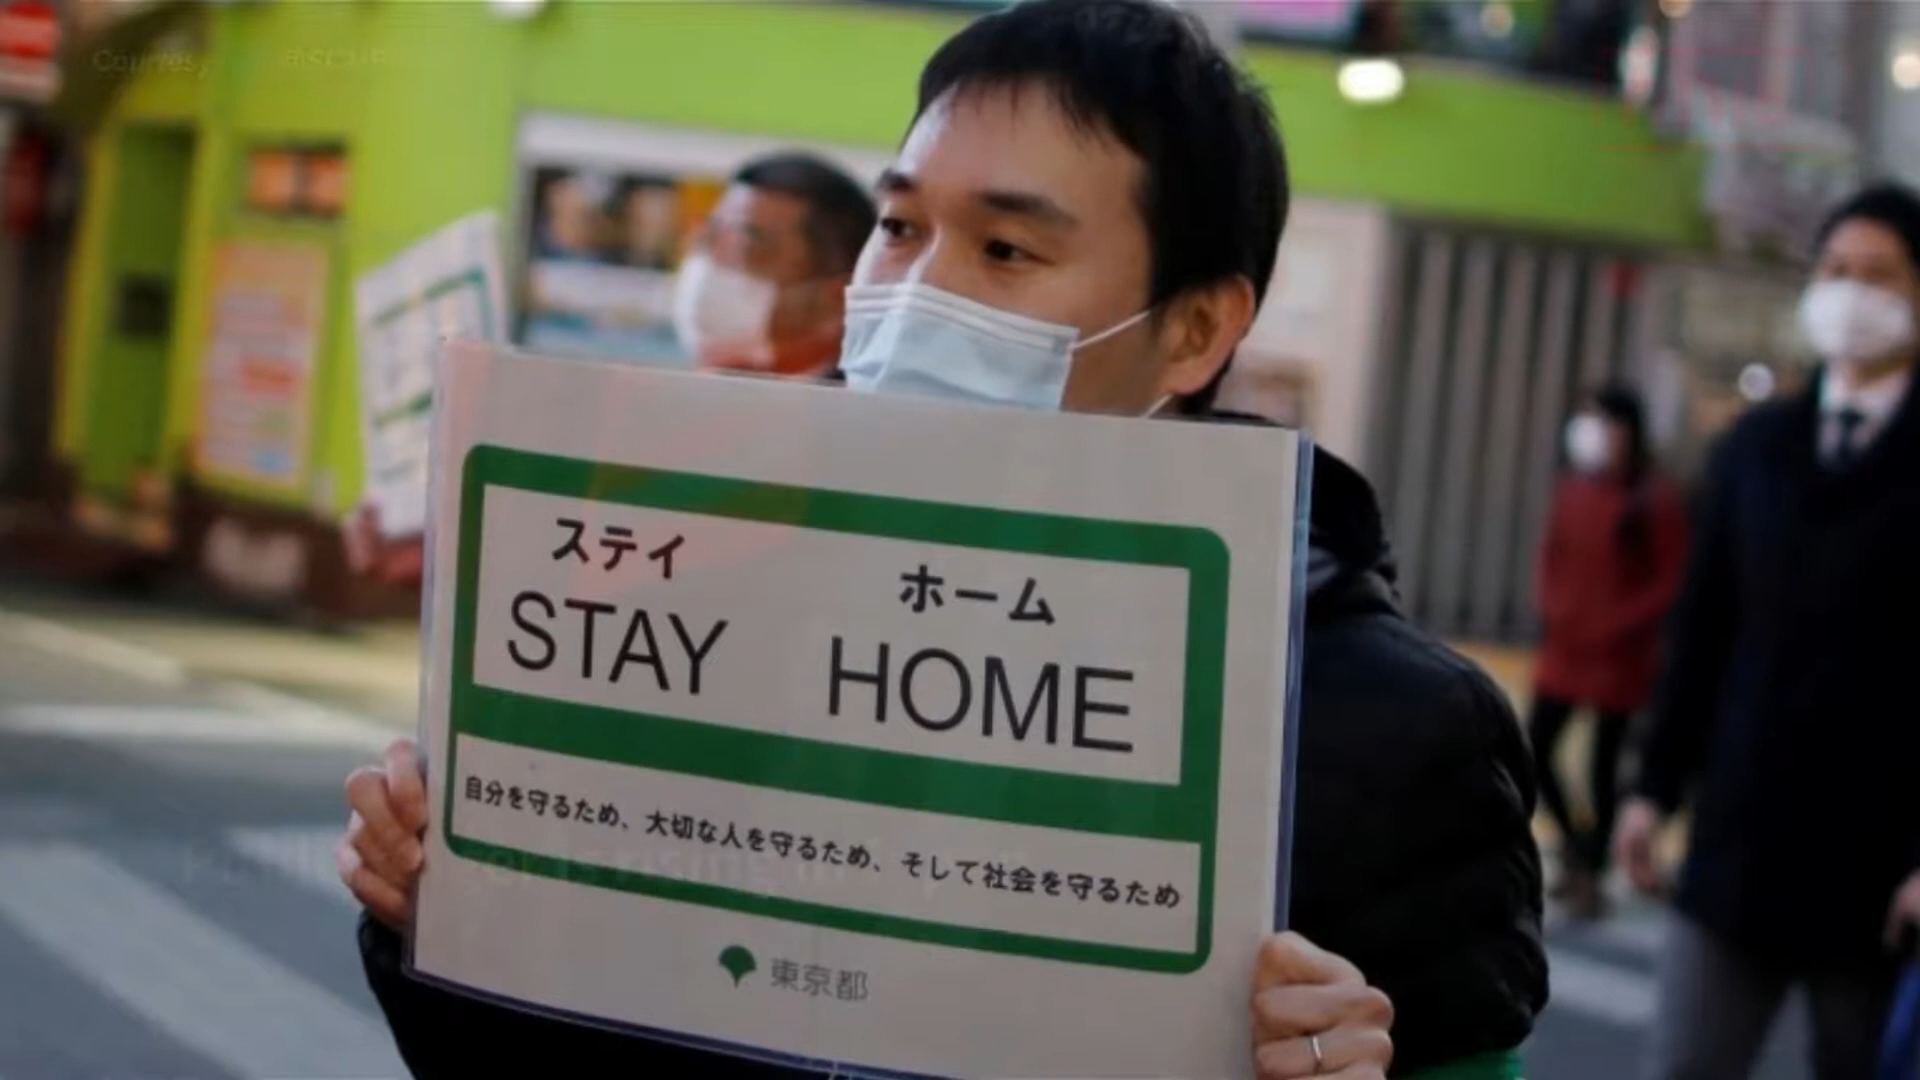 Courtesy
ステイ ホーム
STAY HOME
自分を守るため、大切な人を守るため、そして社会を守るため
東京都